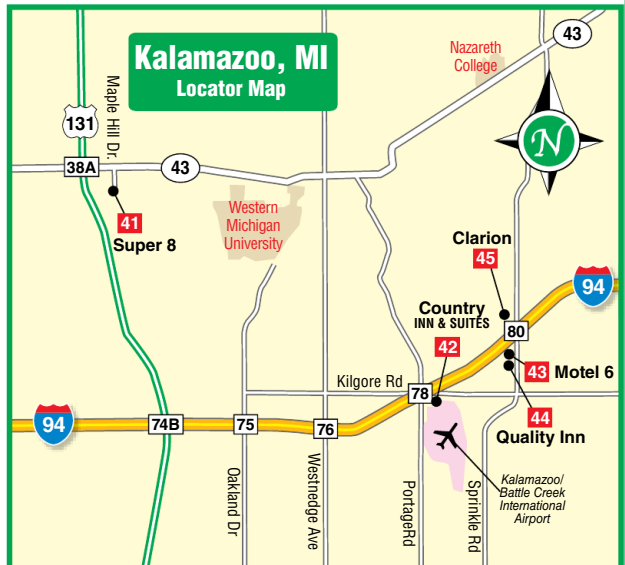 Kalamazoo, MI
Locator Map
43
Nazareth
College
131
Maple Hill Dr.
38A
43
N
41
Super 8
Western
Michigan
University
Clarion
45
94
Country
INN & SUITES
80
42
43 Motel 6
Kilgore Rd
78
44
Quality Inn
94
74B
75
76
Oakland Dr
Westnedge Ave
PortageRd
Sprinkle Rd
Kalamazoo/
Battle Creek
International
Airport